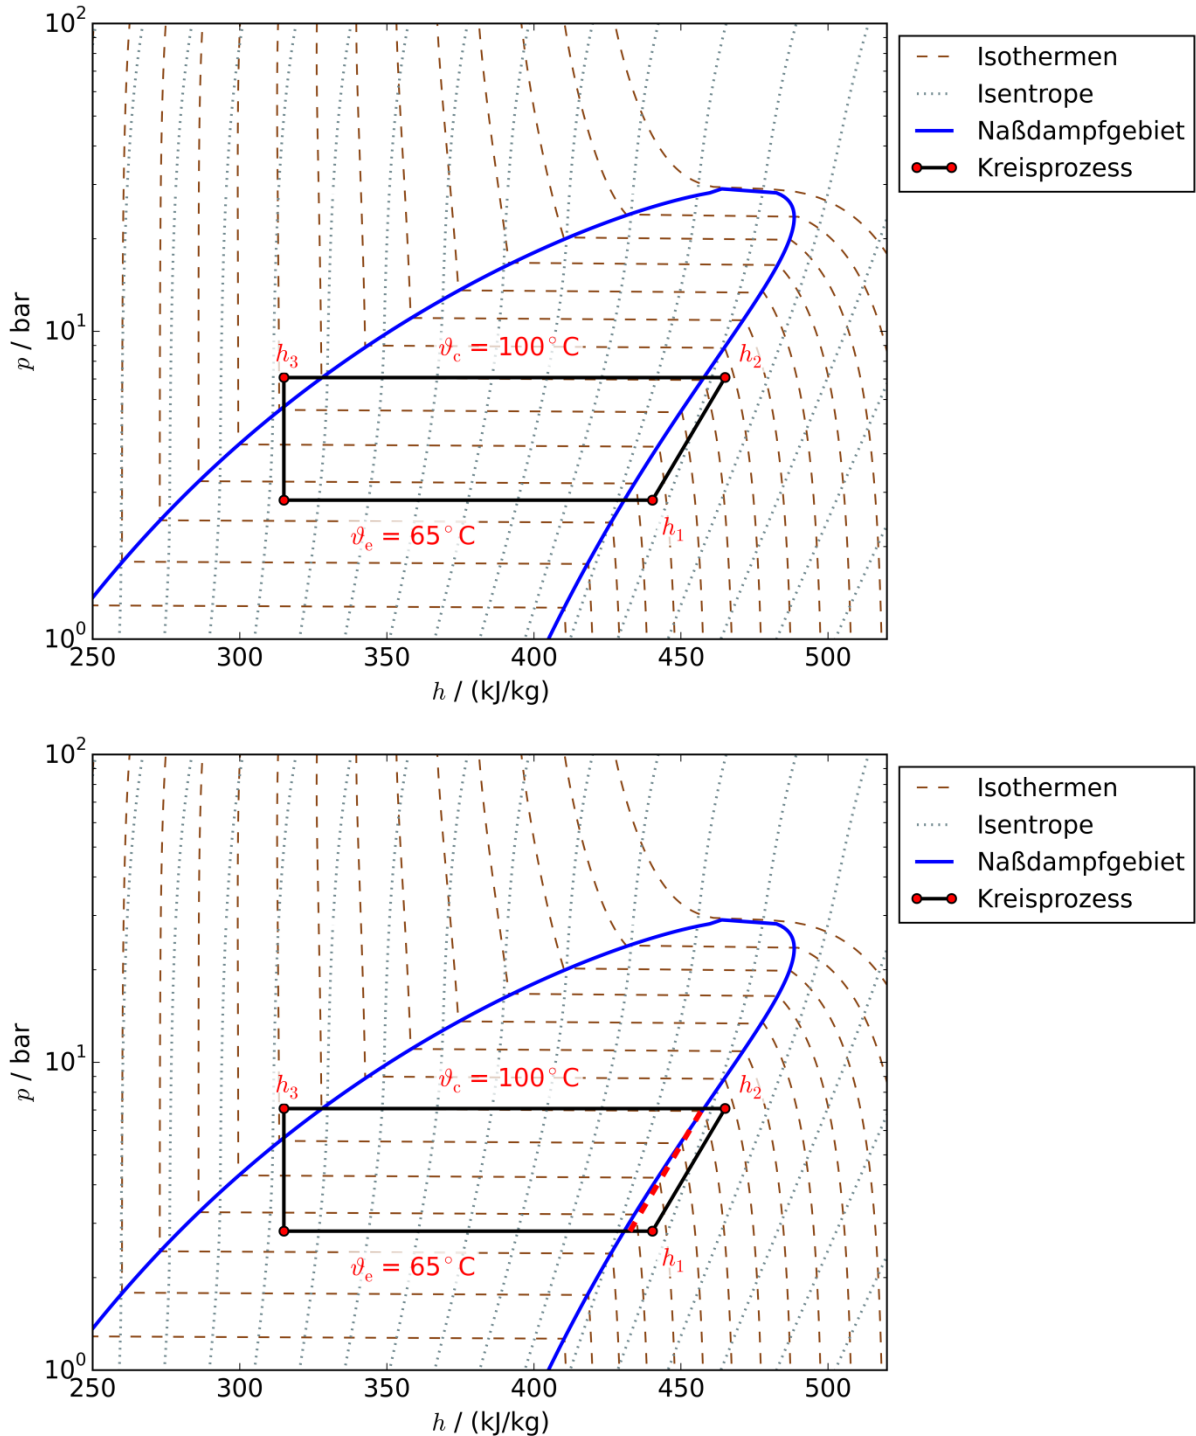 10²
Isothermen
Isentrope
Naßdampfgebiet
Kreisprozess
p / bar
10¹
ϑc = 100°C
h₃
h₂
ϑe = 65°C
h₁
10⁰
250 300 350 400 450 500
h / (kJ/kg)
10²
Isothermen
Isentrope
Naßdampfgebiet
Kreisprozess
p / bar
10¹
ϑc = 100°C
h₃
h₂
ϑe = 65°C
h₁
10⁰
250 300 350 400 450 500
h / (kJ/kg)